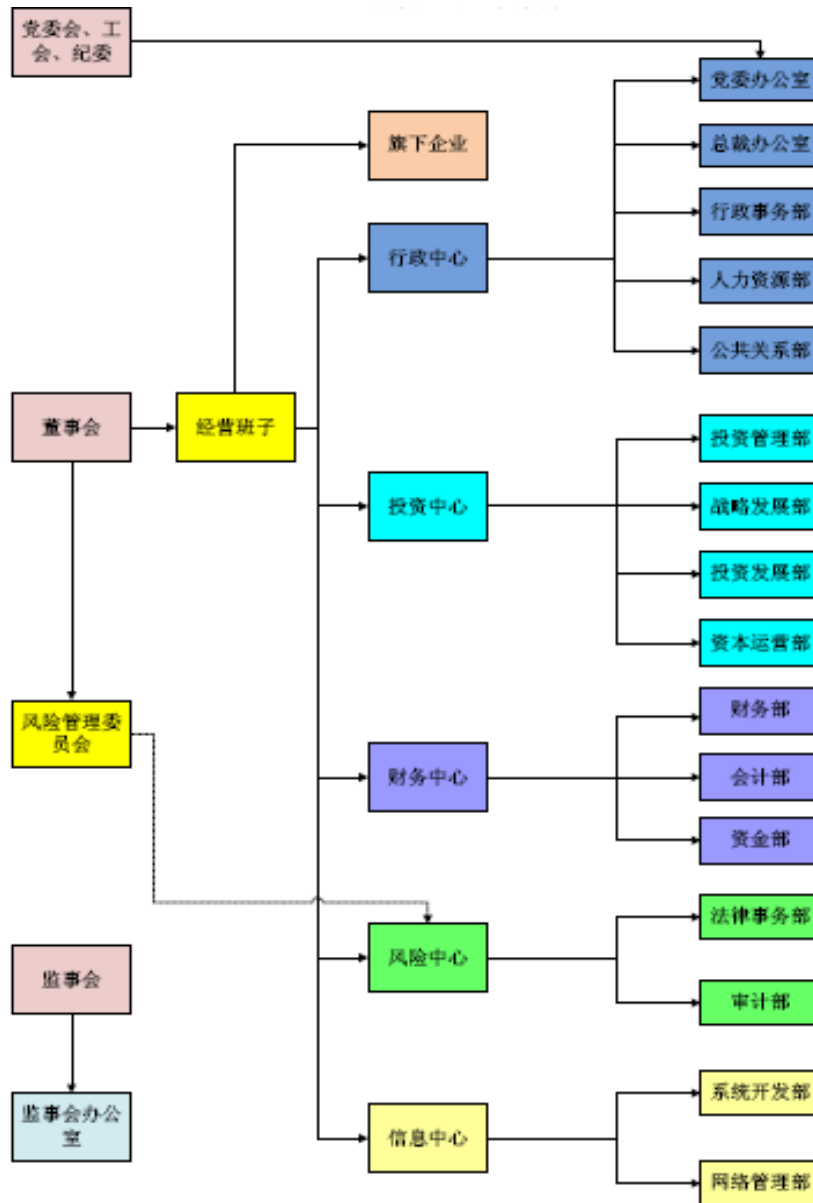 党委会、工
会、纪委
党委办公室
旗下企业
总裁办公室
行政中心
行政事务部
人力资源部
公共关系部
董事会
经营班子
投资管理部
投资中心
战略发展部
投资发展部
资本运营部
风险管理委
员会
财务中心
财务部
会计部
资金部
监事会
风险中心
法律事务部
审计部
监事会办公
室
信息中心
系统开发部
网络管理部